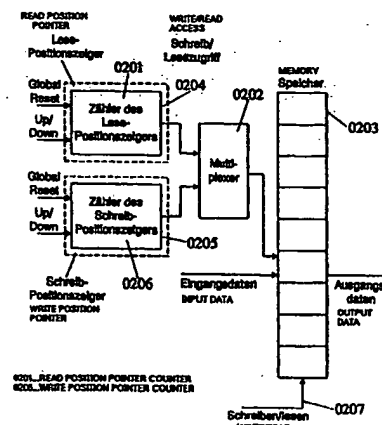 READ POSITION
POINTER
Lese-
Positionszeiger
WRITE/READ
ACCESS
Schreib/
Lesezugriff
0201
0204
Global
Reset
Up/
Down
Zähler des
Lese-
Positionszeigers
0202
Multi-
plexer
MEMORY
Speicher
0203
Global
Reset
Up/
Down
Zähler des
Schreib-
Positionszeigers
0205
0206
Schreib-
Positionszeiger
WRITE POSITION
POINTER
Eingangsdaten
INPUT DATA
Ausgangs
daten
OUTPUT
DATA
0201...READ POSITION POINTER COUNTER
0205...WRITE POSITION POINTER COUNTER
0207
Schreiben/lesen